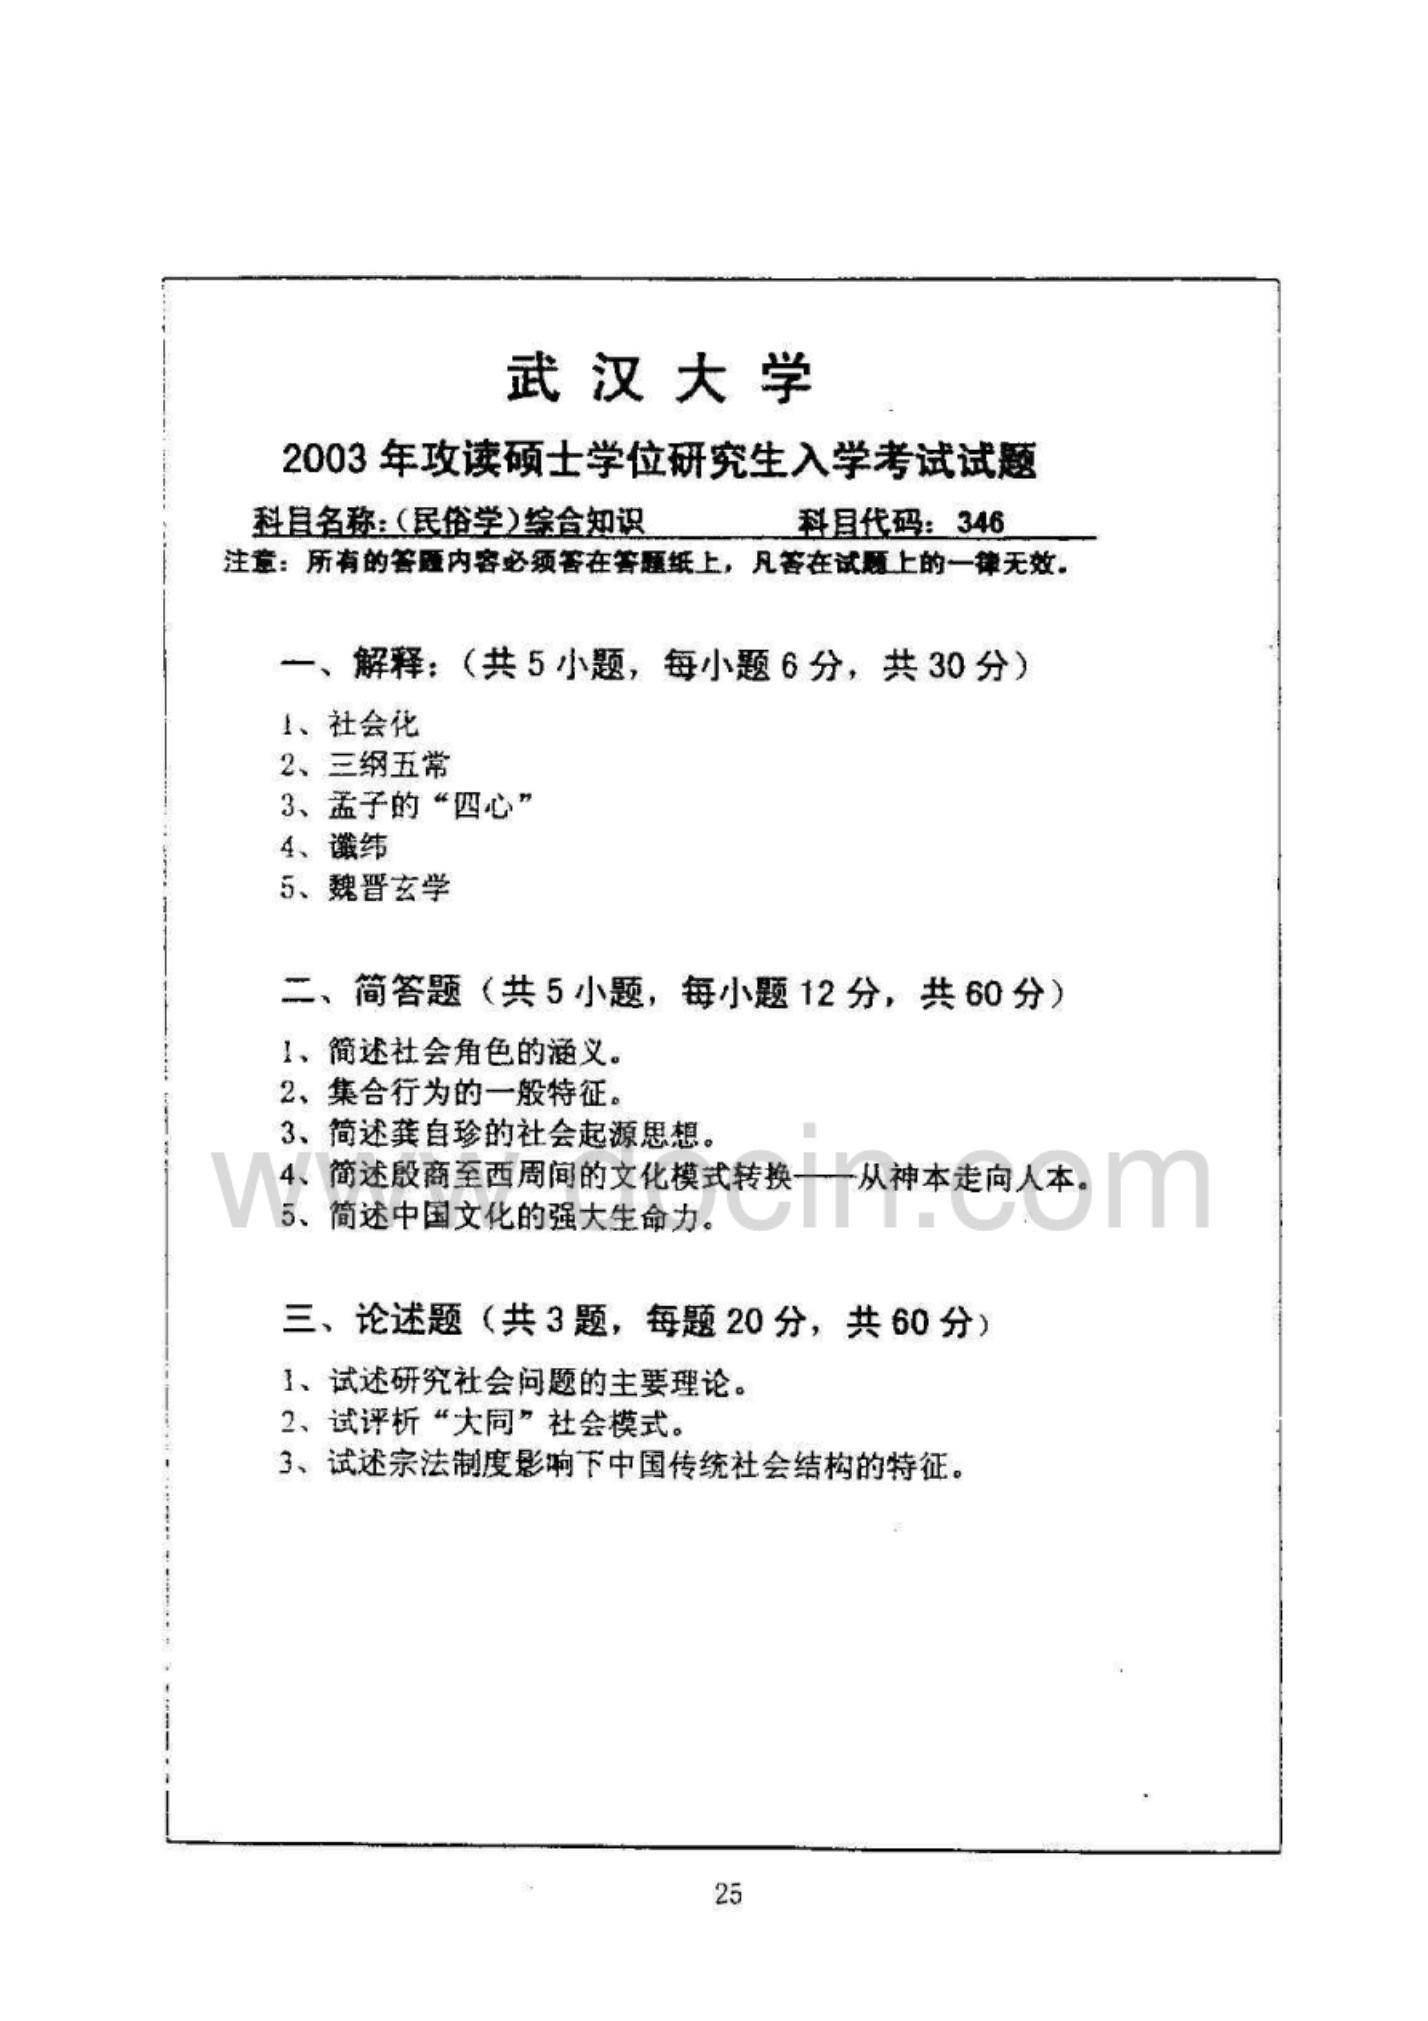 武汉大学
2003年攻读硕士学位研究生入学考试试题
科目名称:(民俗学)综合知识 科目代码: 346
注意: 所有的答题内容必须答在答题纸上，凡答在试题上的一律无效。
一、解释:（共5小题，每小题6分，共30分）
1、社会化
2、三纲五常
3、孟子的“四心”
4、谶纬
5、魏晋玄学
二、简答题（共5小题，每小题12分，共60分）
1、简述社会角色的涵义。
2、集合行为的一般特征。
3、简述龚自珍的社会起源思想。
4、简述殷商至西周间的文化模式转换——从神本走向人本。
5、简述中国文化的强大生命力。
www.docin.com
三、论述题（共3题，每题20分，共60分）
1、试述研究社会问题的主要理论。
2、试评析“大同”社会模式。
3、试述宗法制度影响下中国传统社会结构的特征。
25